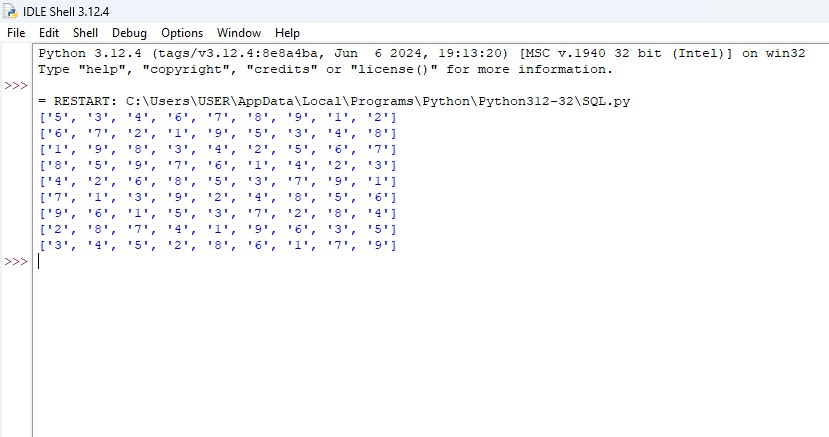 IDLE Shell 3.12.4
File Edit Shell Debug Options Window Help
Python 3.12.4 (tags/v3.12.4:8e8a4ba, Jun  6 2024, 19:13:20) [MSC v.1940 32 bit (Intel)] on win32
Type "help", "copyright", "credits" or "license()" for more information.
>>>
= RESTART: C:\Users\USER\AppData\Local\Programs\Python\Python312-32\SQL.py
['5', '3', '4', '6', '7', '8', '9', '1', '2']
['6', '7', '2', '1', '9', '5', '3', '4', '8']
['1', '9', '8', '3', '4', '2', '5', '6', '7']
['8', '5', '9', '7', '6', '1', '4', '2', '3']
['4', '2', '6', '8', '5', '3', '7', '9', '1']
['7', '1', '3', '9', '2', '4', '8', '5', '6']
['9', '6', '1', '5', '3', '7', '2', '8', '4']
['2', '8', '7', '4', '1', '9', '6', '3', '5']
['3', '4', '5', '2', '8', '6', '1', '7', '9']
>>>